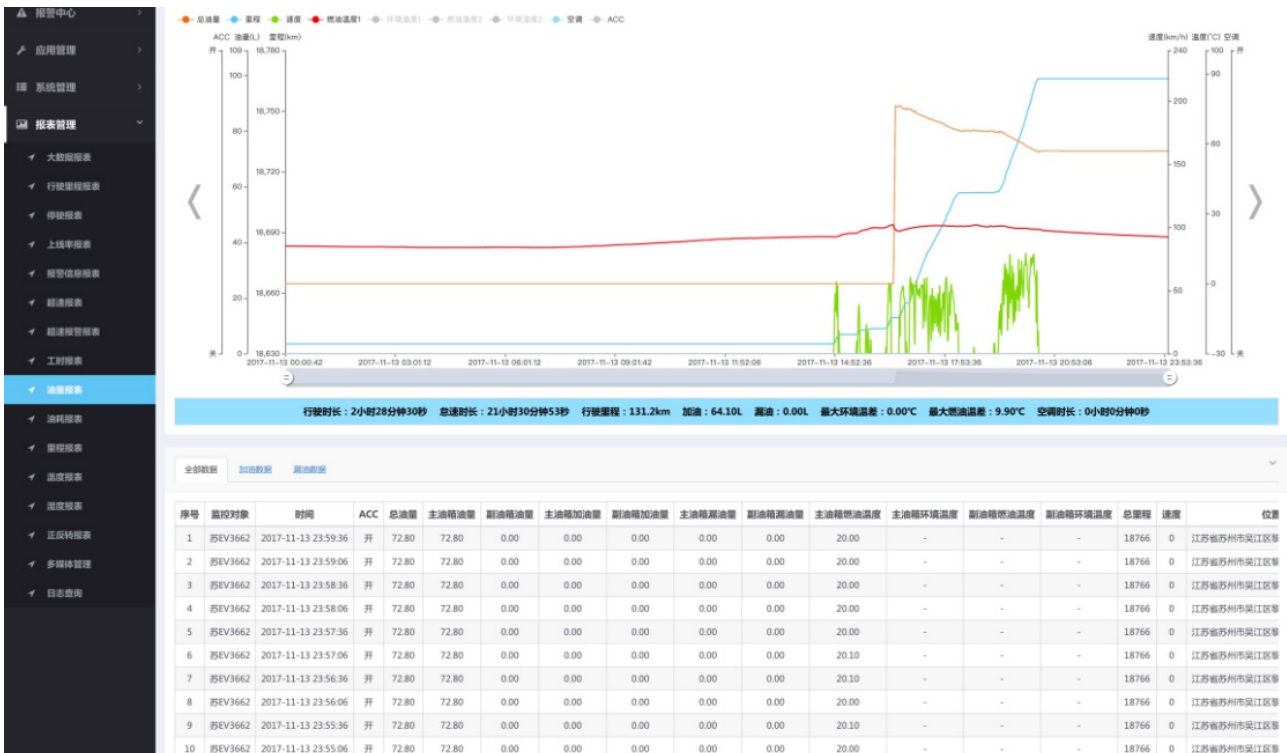 报警中心
应用管理
系统管理
报表管理
大数据报表
行驶里程报表
停驶报表
上线率报表
报警信息报表
超速报表
超速报警报表
工时报表
油量报表
油耗报表
里程报表
温度报表
湿度报表
正反转报表
多媒体管理
日志查询
总油量 里程 速度 燃油温度1 环境温度1 燃油温度2 环境温度2 空调 ACC
ACC 油量(L) 里程(km) 速度(km/h) 温度(°C) 空调
开 109 18,780 240 100 开
100 90
18,750 200
80 60
150
18,720
60
30
18,690 100
40
18,660 50 0
20
关 0 18,630 0 -30 关
2017-11-13 00:00:42 2017-11-13 03:01:12 2017-11-13 06:01:12 2017-11-13 09:01:42 2017-11-13 11:52:06 2017-11-13 14:52:36 2017-11-13 17:53:36 2017-11-13 20:53:06 2017-11-13 23:53:36
行驶时长：2小时28分钟30秒 怠速时长：21小时30分钟53秒 行驶里程：131.2km 加油：64.10L 漏油：0.00L 最大环境温差：0.00℃ 最大燃油温差：9.90℃ 空调时长：0小时0分钟0秒
全部数据 加油数据 漏油数据
序号 监控对象 时间 ACC 总油量 主油箱油量 副油箱油量 主油箱加油量 副油箱加油量 主油箱漏油量 副油箱漏油量 主油箱燃油温度 主油箱环境温度 副油箱燃油温度 副油箱环境温度 总里程 速度 位置
1 苏EV3662 2017-11-13 23:59:36 开 72.80 72.80 0.00 0.00 0.00 0.00 0.00 20.00 - - - 18766 0 江苏省苏州市吴江区
2 苏EV3662 2017-11-13 23:59:06 开 72.80 72.80 0.00 0.00 0.00 0.00 0.00 20.00 - - - 18766 0 江苏省苏州市吴江区
3 苏EV3662 2017-11-13 23:58:36 开 72.80 72.80 0.00 0.00 0.00 0.00 0.00 20.00 - - - 18766 0 江苏省苏州市吴江区
4 苏EV3662 2017-11-13 23:58:06 开 72.80 72.80 0.00 0.00 0.00 0.00 0.00 20.00 - - - 18766 0 江苏省苏州市吴江区
5 苏EV3662 2017-11-13 23:57:36 开 72.80 72.80 0.00 0.00 0.00 0.00 0.00 20.00 - - - 18766 0 江苏省苏州市吴江区
6 苏EV3662 2017-11-13 23:57:06 开 72.80 72.80 0.00 0.00 0.00 0.00 0.00 20.10 - - - 18766 0 江苏省苏州市吴江区
7 苏EV3662 2017-11-13 23:56:36 开 72.80 72.80 0.00 0.00 0.00 0.00 0.00 20.10 - - - 18766 0 江苏省苏州市吴江区
8 苏EV3662 2017-11-13 23:56:06 开 72.80 72.80 0.00 0.00 0.00 0.00 0.00 20.00 - - - 18766 0 江苏省苏州市吴江区
9 苏EV3662 2017-11-13 23:55:36 开 72.80 72.80 0.00 0.00 0.00 0.00 0.00 20.10 - - - 18766 0 江苏省苏州市吴江区
10 苏EV3662 2017-11-13 23:55:06 开 72.80 72.80 0.00 0.00 0.00 0.00 0.00 20.00 - - - 18766 0 江苏省苏州市吴江区